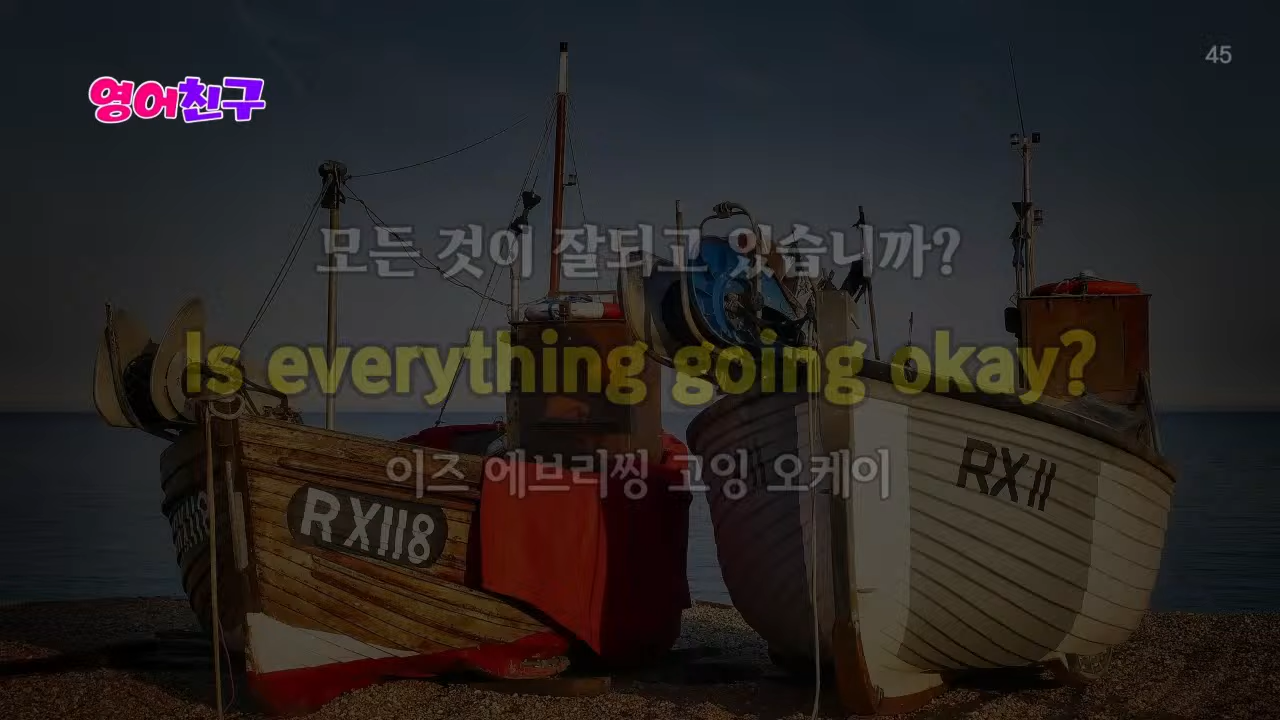 45
영어친구
모든 것이 잘되고 있습니까?
Is everything going okay?
이즈 에브리씽 고잉 오케이
RX118
RX11